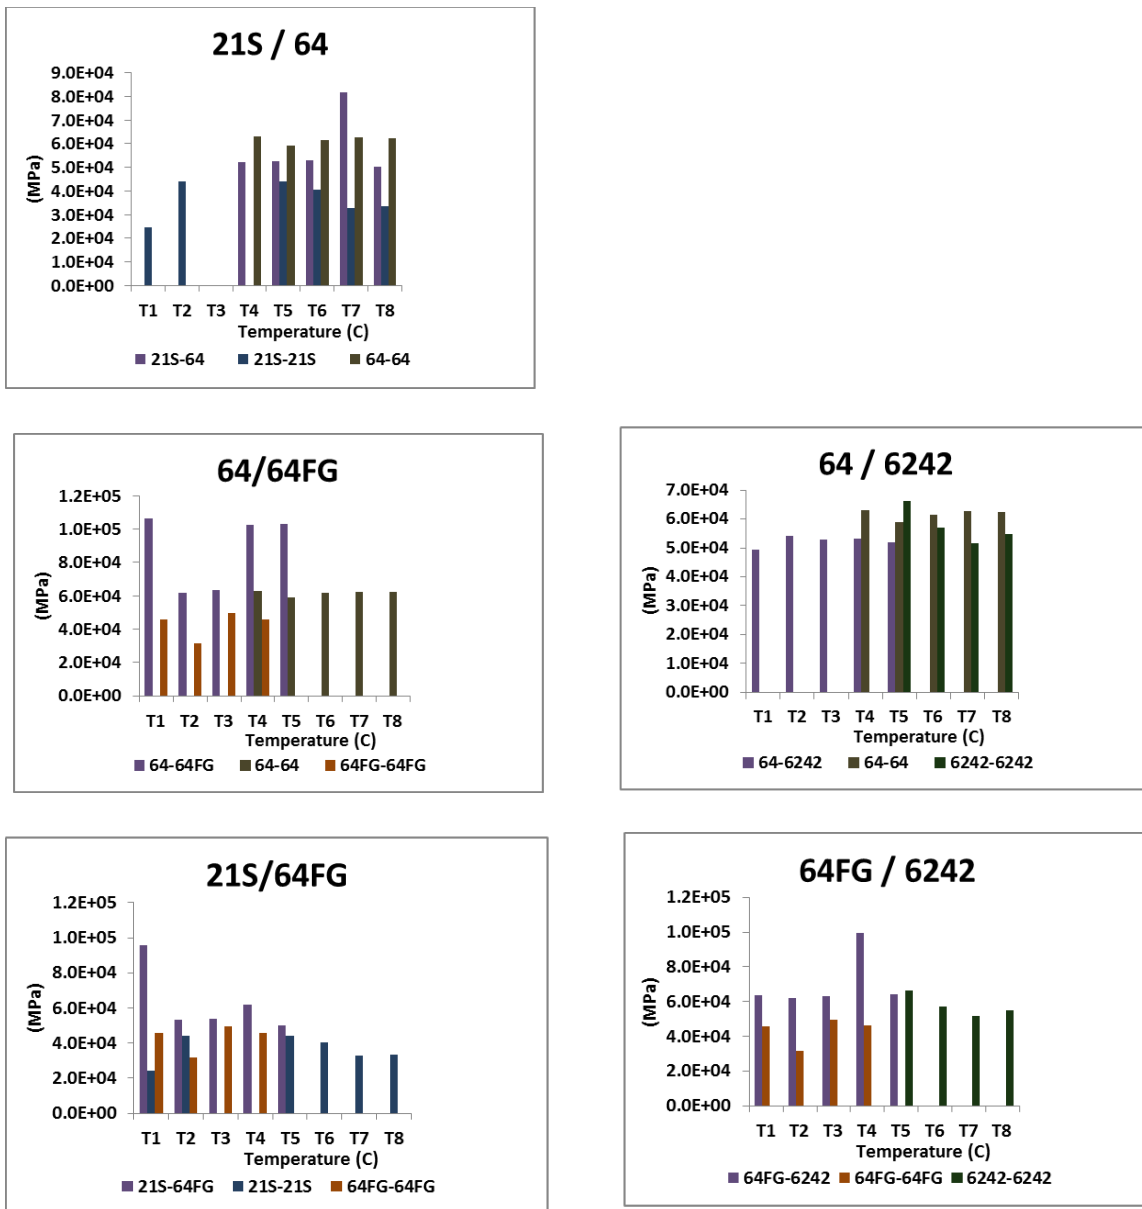 21S / 64
9.0E+04
8.0E+04
7.0E+04
6.0E+04
5.0E+04
4.0E+04
3.0E+04
2.0E+04
1.0E+04
0.0E+00
(MPa)
T1 T2 T3 T4 T5 T6 T7 T8
Temperature (C)
21S-64 21S-21S 64-64
64/64FG
1.2E+05
1.0E+05
8.0E+04
6.0E+04
4.0E+04
2.0E+04
0.0E+00
(MPa)
T1 T2 T3 T4 T5 T6 T7 T8
Temperature (C)
64-64FG 64-64 64FG-64FG
64 / 6242
7.0E+04
6.0E+04
5.0E+04
4.0E+04
3.0E+04
2.0E+04
1.0E+04
0.0E+00
(MPa)
T1 T2 T3 T4 T5 T6 T7 T8
Temperature (C)
64-6242 64-64 6242-6242
21S/64FG
1.2E+05
1.0E+05
8.0E+04
6.0E+04
4.0E+04
2.0E+04
0.0E+00
(MPa)
T1 T2 T3 T4 T5 T6 T7 T8
Temperature (C)
21S-64FG 21S-21S 64FG-64FG
64FG / 6242
1.2E+05
1.0E+05
8.0E+04
6.0E+04
4.0E+04
2.0E+04
0.0E+00
(MPa)
T1 T2 T3 T4 T5 T6 T7 T8
Temperature (C)
64FG-6242 64FG-64FG 6242-6242